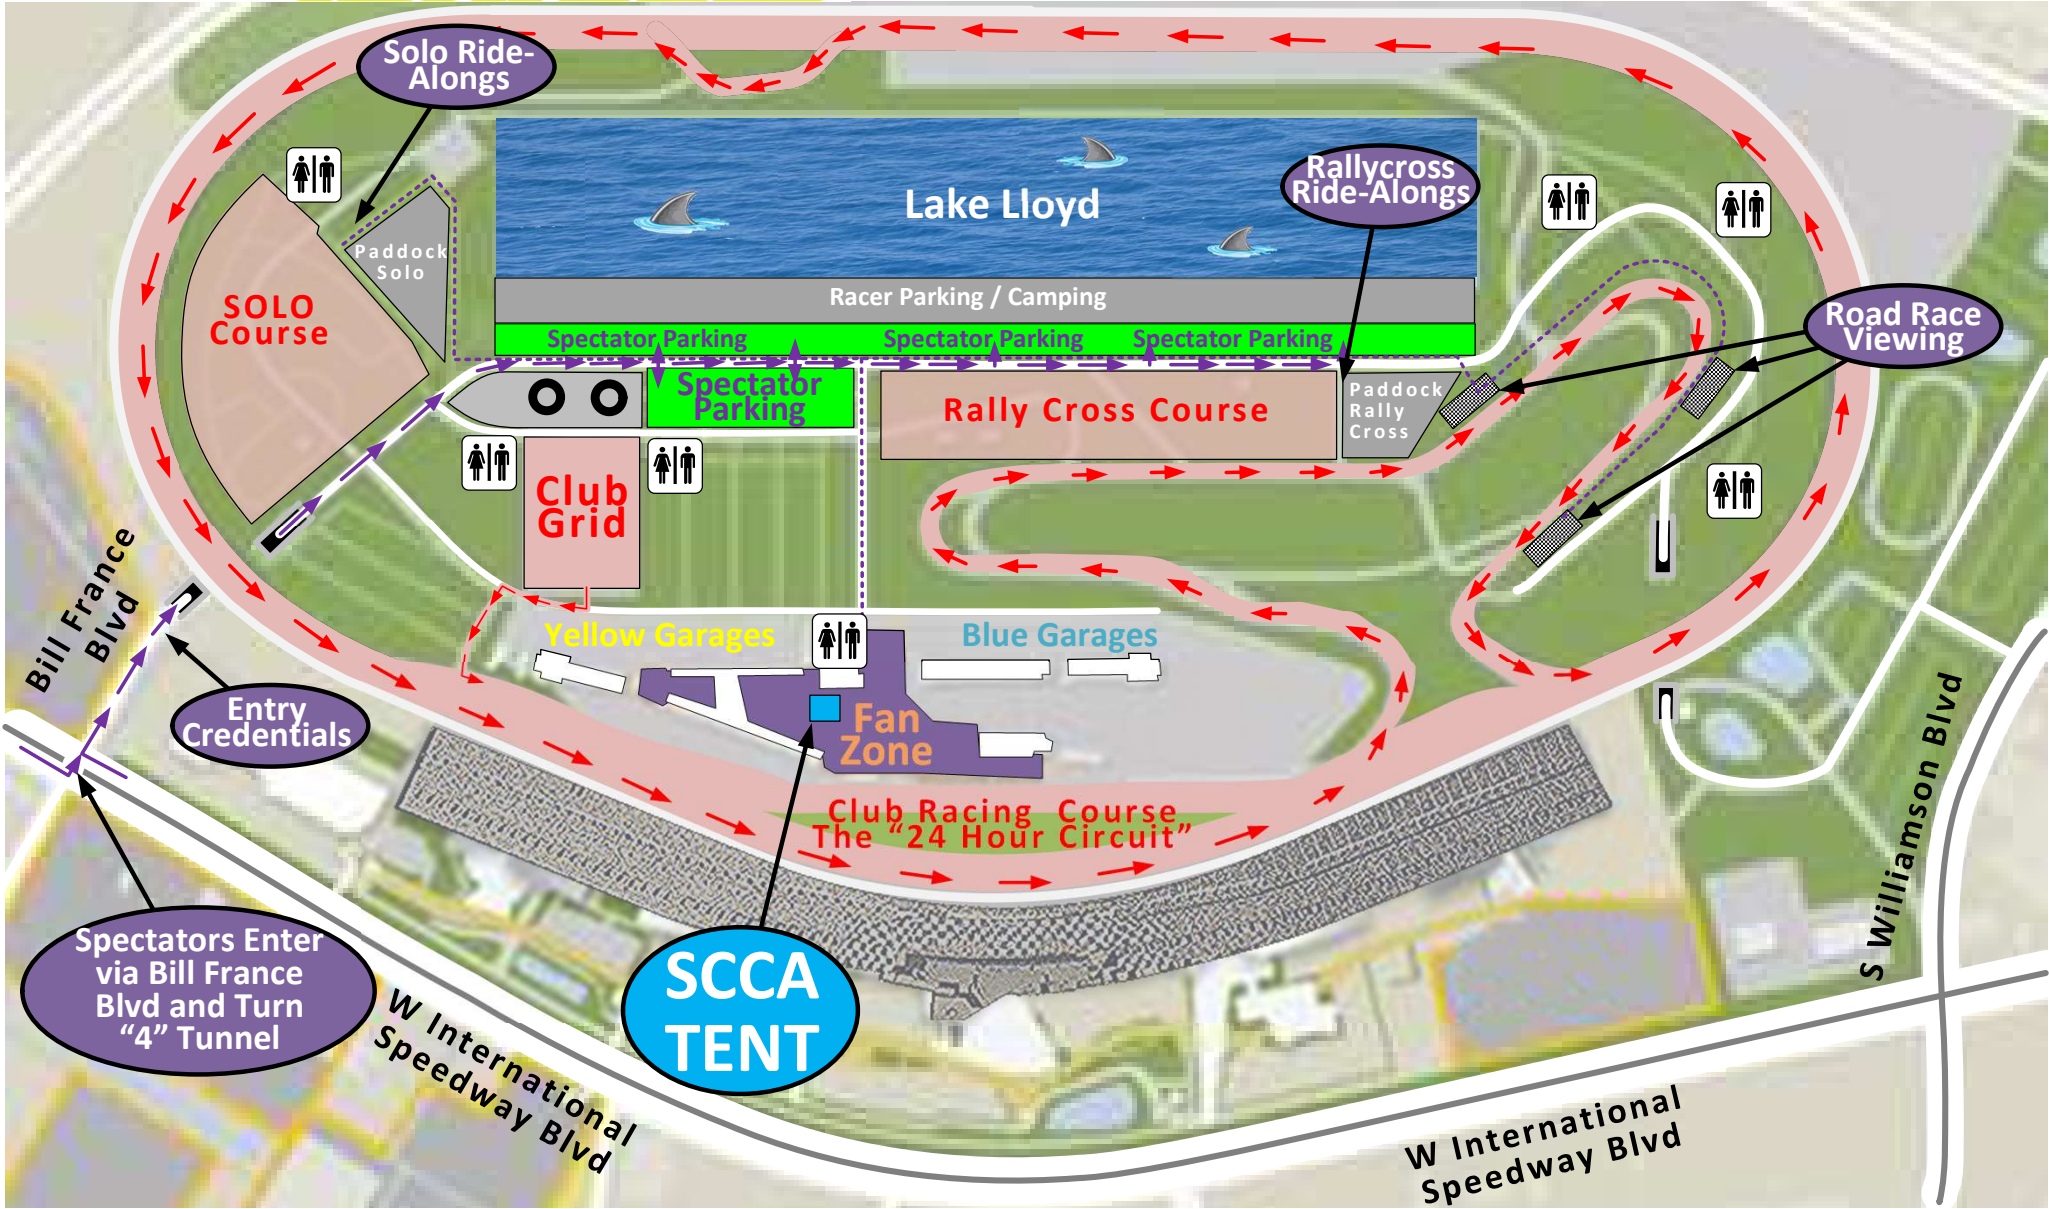 Solo Ride-
Alongs
Lake Lloyd
Rallycross
Ride-Alongs
Paddock
Solo
SOLO
Course
Racer Parking / Camping
Road Race
Viewing
Spectator Parking
Spectator Parking
Spectator Parking
Spectator
Parking
Rally Cross Course
Paddock
Rally
Cross
Club
Grid
Bill France
Blvd
Yellow Garages
Blue Garages
Entry
Credentials
Fan
Zone
S Williamson Blvd
Club Racing Course
The “24 Hour Circuit”
Spectators Enter
via Bill France
Blvd and Turn
“4” Tunnel
SCCA
TENT
W International
Speedway Blvd
W International
Speedway Blvd